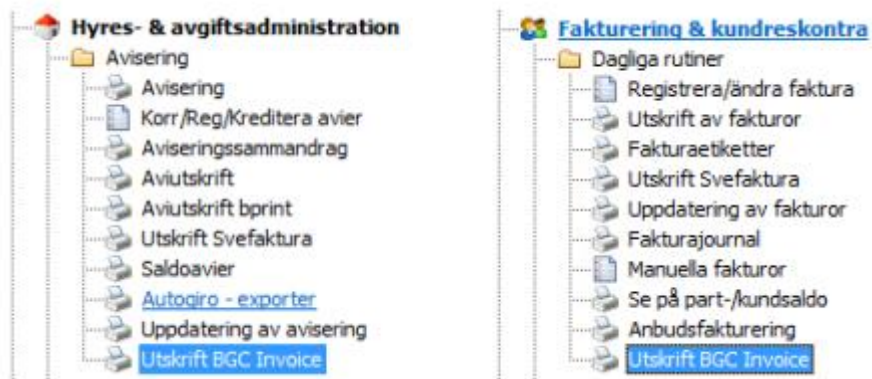 Hyres- & avgiftsadministration
Avisering
Avisering
Korr/Reg/Kreditera avier
Aviseringssammandrag
Aviutskrift
Aviutskrift bprint
Utskrift Svefaktura
Saldoavier
Autogiro - exporter
Uppdatering av avisering
Utskrift BGC Invoice
Fakturering & kundreskontra
Dagliga rutiner
Registrera/ändra faktura
Utskrift av fakturor
Fakturaetiketter
Utskrift Svefaktura
Uppdatering av fakturor
Fakturajournal
Manuella fakturor
Se på part-/kundsaldo
Anbudsfakturering
Utskrift BGC Invoice